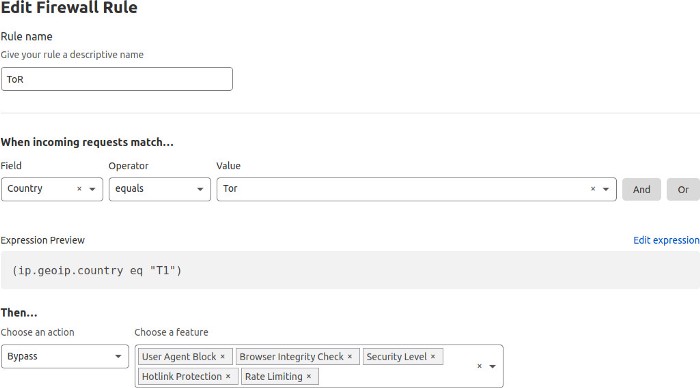 Edit Firewall Rule
Rule name
Give your rule a descriptive name
ToR
When incoming requests match...
Field Operator Value
Country × equals Tor × And Or
Expression Preview Edit expression
(ip.geoip.country eq "T1")
Then...
Choose an action Choose a feature
Bypass User Agent Block × Browser Integrity Check × Security Level × ×
Hotlink Protection × Rate Limiting ×